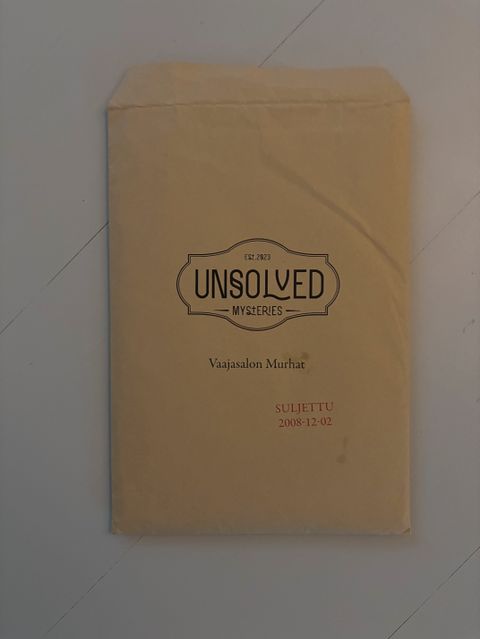 EST.2023
UNSOLVED
MYSTERIES
Vaajasalon Murhat
SULJETTU
2008-12-02